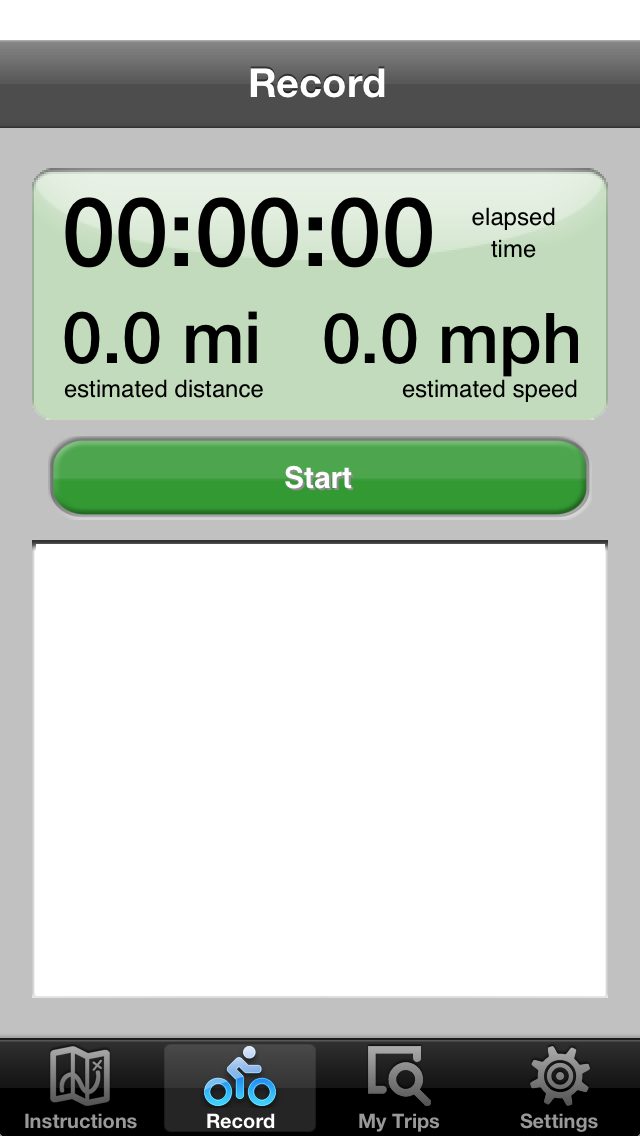 Record
00:00:00
elapsed
time
0.0 mi 0.0 mph
estimated distance estimated speed
Start
Instructions Record My Trips Settings